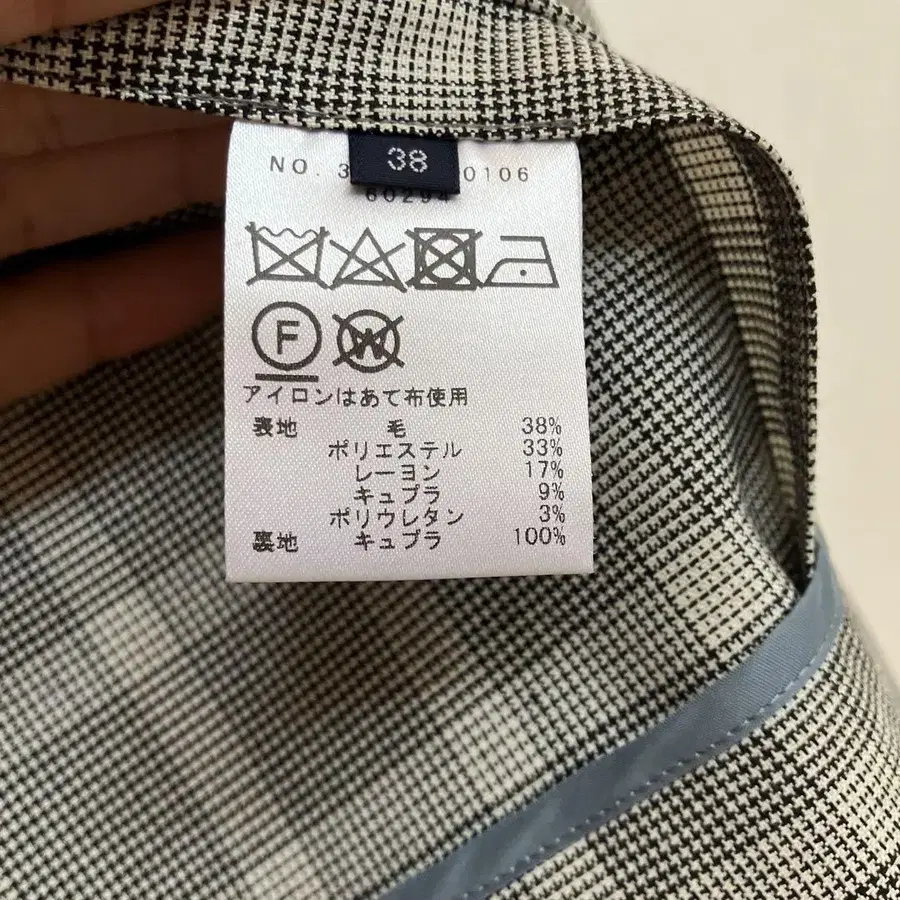 38
NO. 3 0106
60294
F
W
アイロンはあて布使用
表地 毛 38%
ポリエステル 33%
レーヨン 17%
キュプラ 9%
ポリウレタン 3%
裏地 キュプラ 100%